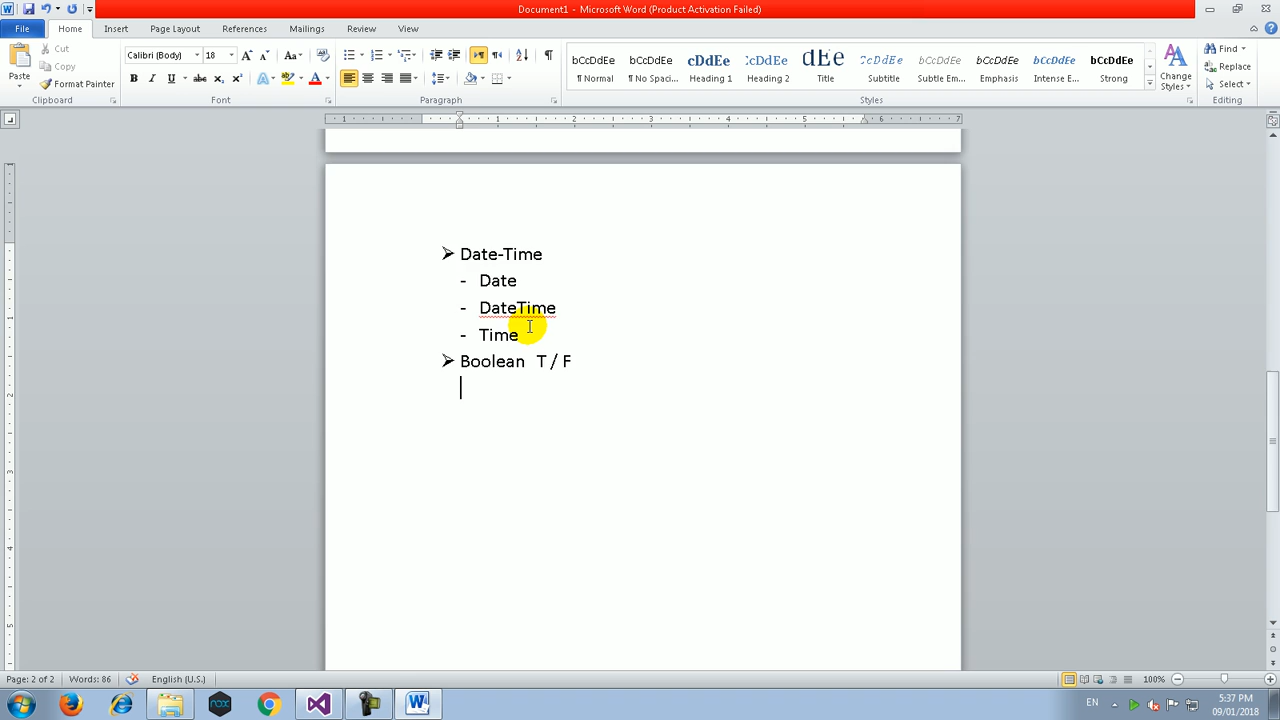 Document1 - Microsoft Word (Product Activation Failed)
File Home Insert Page Layout References Mailings Review View
Paste
Cut
Copy
Format Painter
Clipboard
Calibri (Body) 18
Font
Paragraph
¶ Normal
¶ No Spaci...
Heading 1
Heading 2
Title
Subtitle
Subtle Em...
Emphasis
Intense E...
Strong
Change Styles
Styles
Find
Replace
Select
Editing
Date-Time
- Date
- DateTime
- Time
Boolean T / F
Page: 2 of 2 Words: 86 English (U.S.) 100%
EN
5:37 PM
09/01/2018